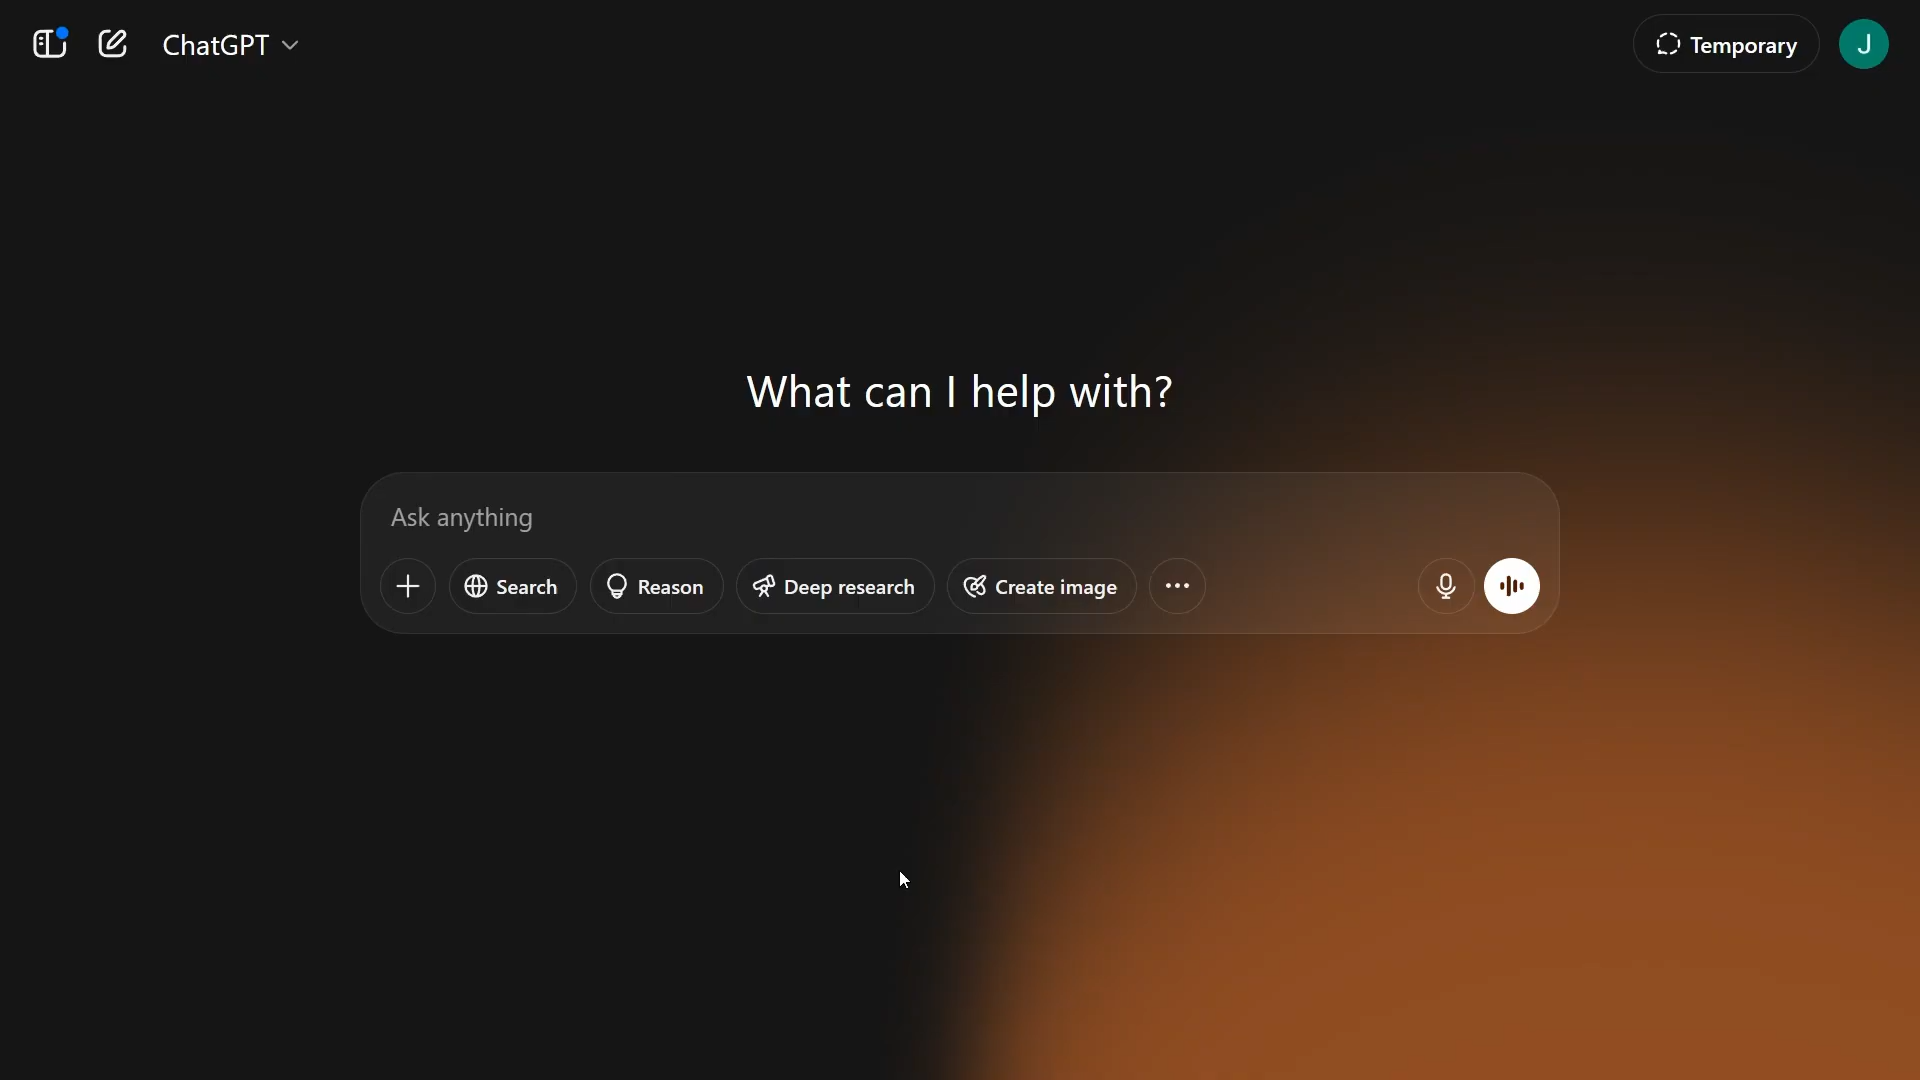 ChatGPT
Temporary
J
What can I help with?
Ask anything
Search
Reason
Deep research
Create image